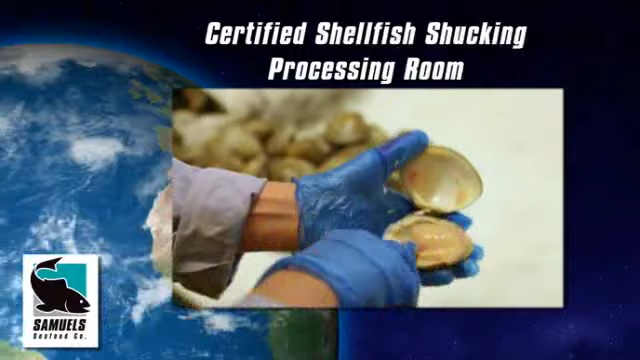 Certified Shellfish Shucking
Processing Room
SAMUELS
Seafood Co.